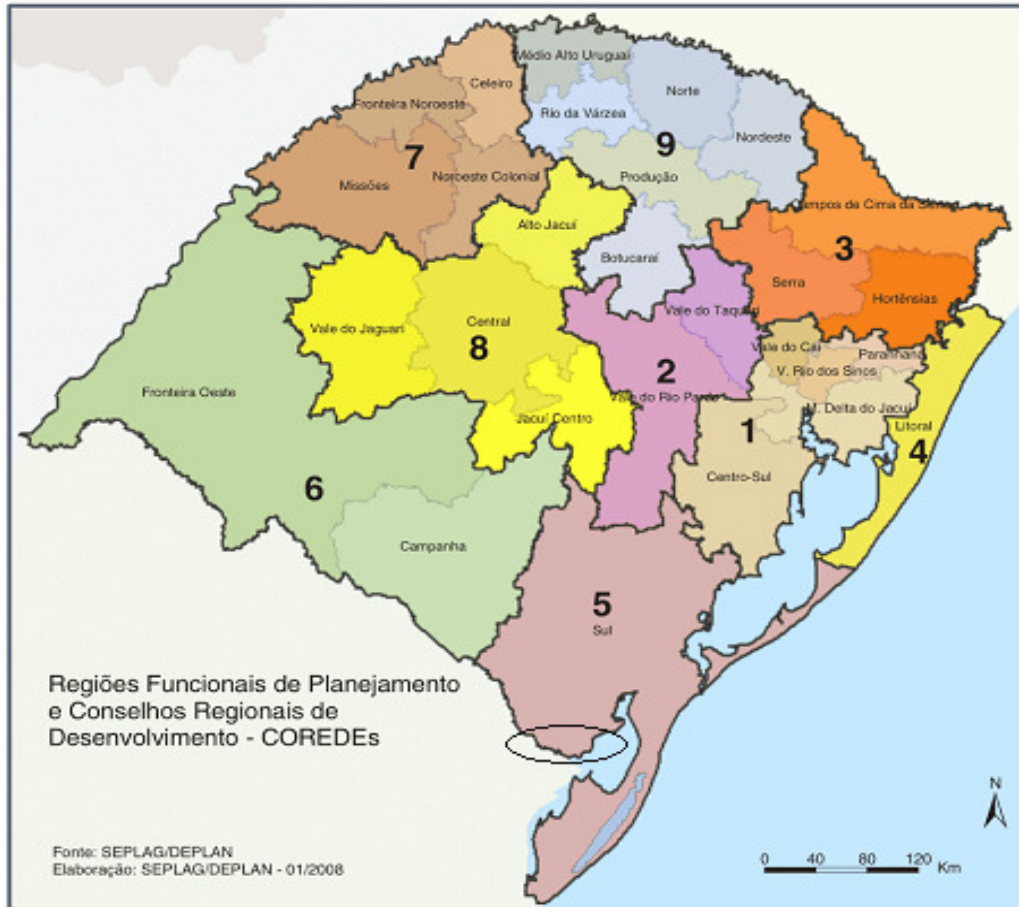 Médio Alto Uruguai
Celeiro
Norte
Fronteira Noroeste
Rio da Várzea
Nordeste
9
7
Missões
Noroeste Colonial
Produção
Campos de Cima da Serra
Alto Jacuí
3
Botucaraí
Serra
Hortênsias
Vale do Taquari
Vale do Jaguari
Central
8
Vale do Caí
Paranhana
Fronteira Oeste
2
V. Rio dos Sinos
Vale do Rio Pardo
Jacuí Centro
M. Delta do Jacuí
Litoral
1
4
Centro-Sul
6
Campanha
5
Sul
Regiões Funcionais de Planejamento
e Conselhos Regionais de
Desenvolvimento - COREDEs
N
Fonte: SEPLAG/DEPLAN
Elaboração: SEPLAG/DEPLAN - 01/2008
0 40 80 120
Km